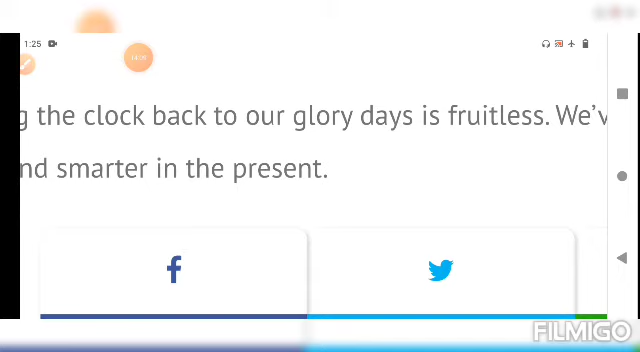 1:25
g the clock back to our glory days is fruitless. We'v
nd smarter in the present.
FILMIGO